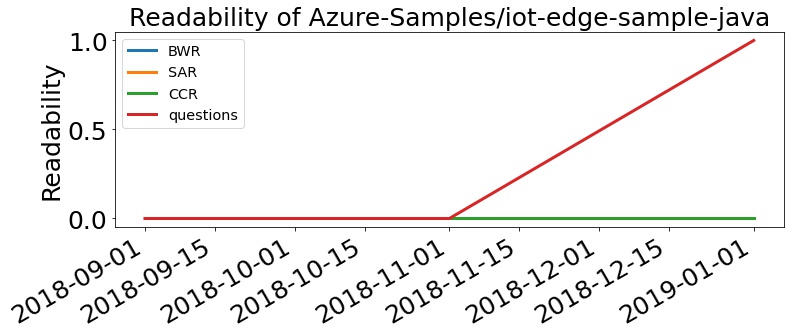 Readability of Azure-Samples/iot-edge-sample-java
BWR
SAR
CCR
questions
Readability
1.0
0.5
0.0
2018-09-01
2018-09-15
2018-10-01
2018-10-15
2018-11-01
2018-11-15
2018-12-01
2018-12-15
2019-01-01